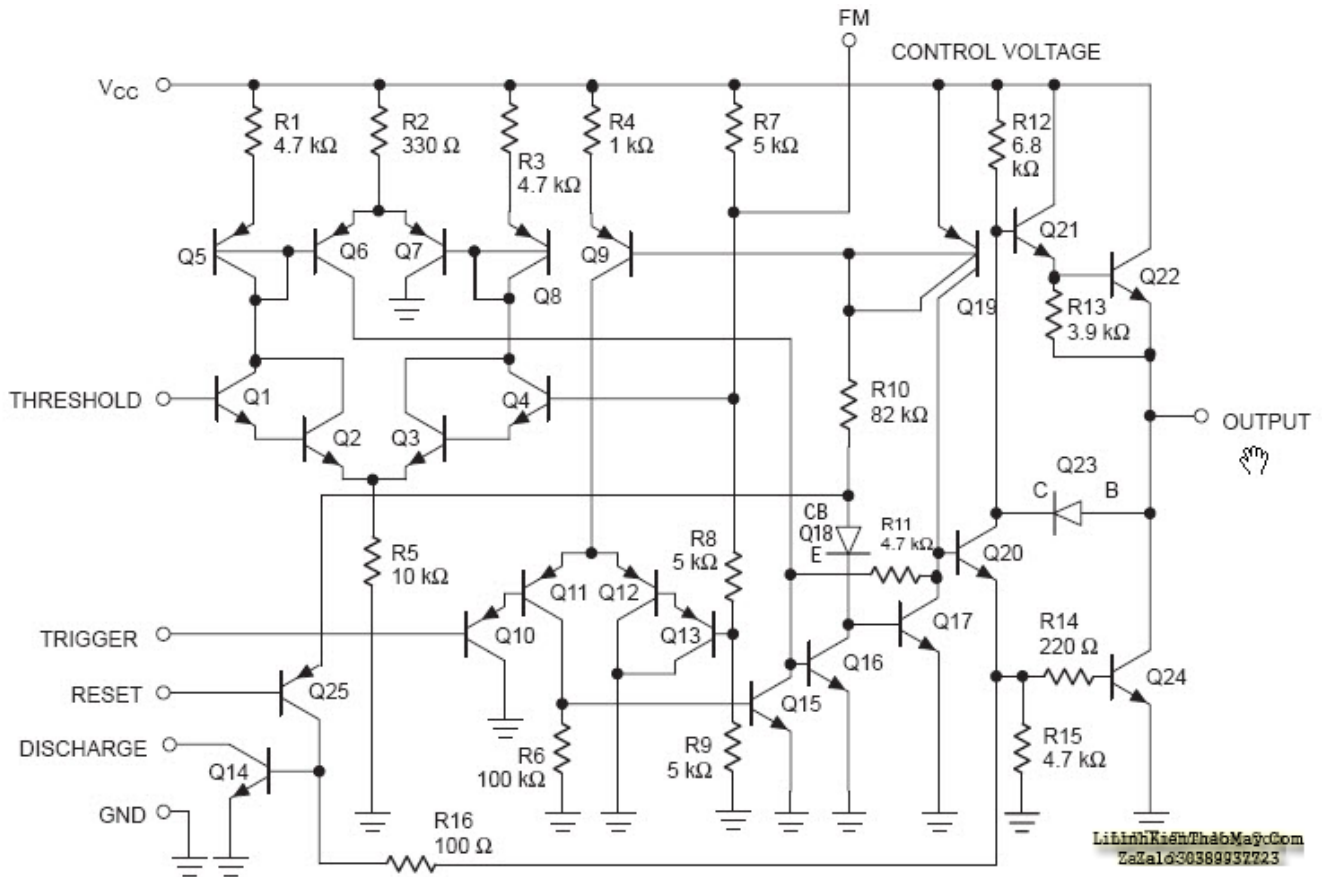 FM
CONTROL VOLTAGE
VCC
R1
4.7 kΩ
R2
330 Ω
R3
4.7 kΩ
R4
1 kΩ
R7
5 kΩ
R12
6.8
kΩ
Q5
Q6
Q7
Q8
Q9
Q19
Q21
Q22
R13
3.9 kΩ
THRESHOLD
Q1
Q2
Q3
Q4
R10
82 kΩ
OUTPUT
Q23
C
B
CB
Q18
E
R11
4.7 kΩ
Q20
R5
10 kΩ
R8
5 kΩ
Q11
Q12
TRIGGER
Q10
Q13
Q17
R14
220 Ω
Q16
RESET
Q25
Q15
Q24
DISCHARGE
Q14
R6
100 kΩ
R9
5 kΩ
R15
4.7 kΩ
GND
R16
100 Ω